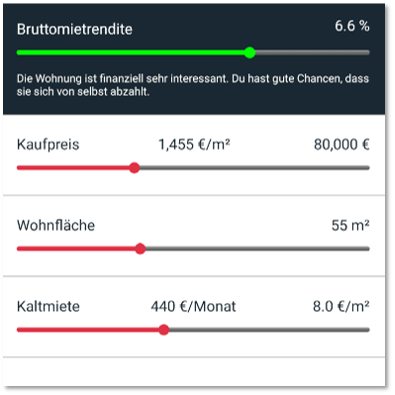 Bruttomietrendite 6.6 %
Die Wohnung ist finanziell sehr interessant. Du hast gute Chancen, dass
sie sich von selbst abzahlt.
Kaufpreis 1,455 €/m² 80,000 €
Wohnfläche 55 m²
Kaltmiete 440 €/Monat 8.0 €/m²